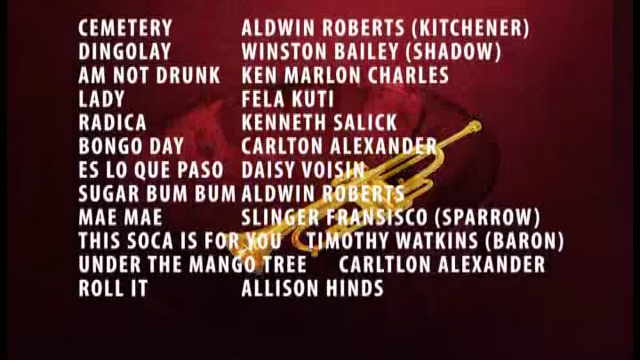 CEMETERY ALDWIN ROBERTS (KITCHENER)
DINGOLAY WINSTON BAILEY (SHADOW)
AM NOT DRUNK KEN MARLON CHARLES
LADY FELA KUTI
RADICA KENNETH SALICK
BONGO DAY CARLTON ALEXANDER
ES LO QUE PASO DAISY VOISIN
SUGAR BUM BUM ALDWIN ROBERTS
MAE MAE SLINGER FRANSISCO (SPARROW)
THIS SOCA IS FOR YOU TIMOTHY WATKINS (BARON)
UNDER THE MANGO TREE CARLTLON ALEXANDER
ROLL IT ALLISON HINDS